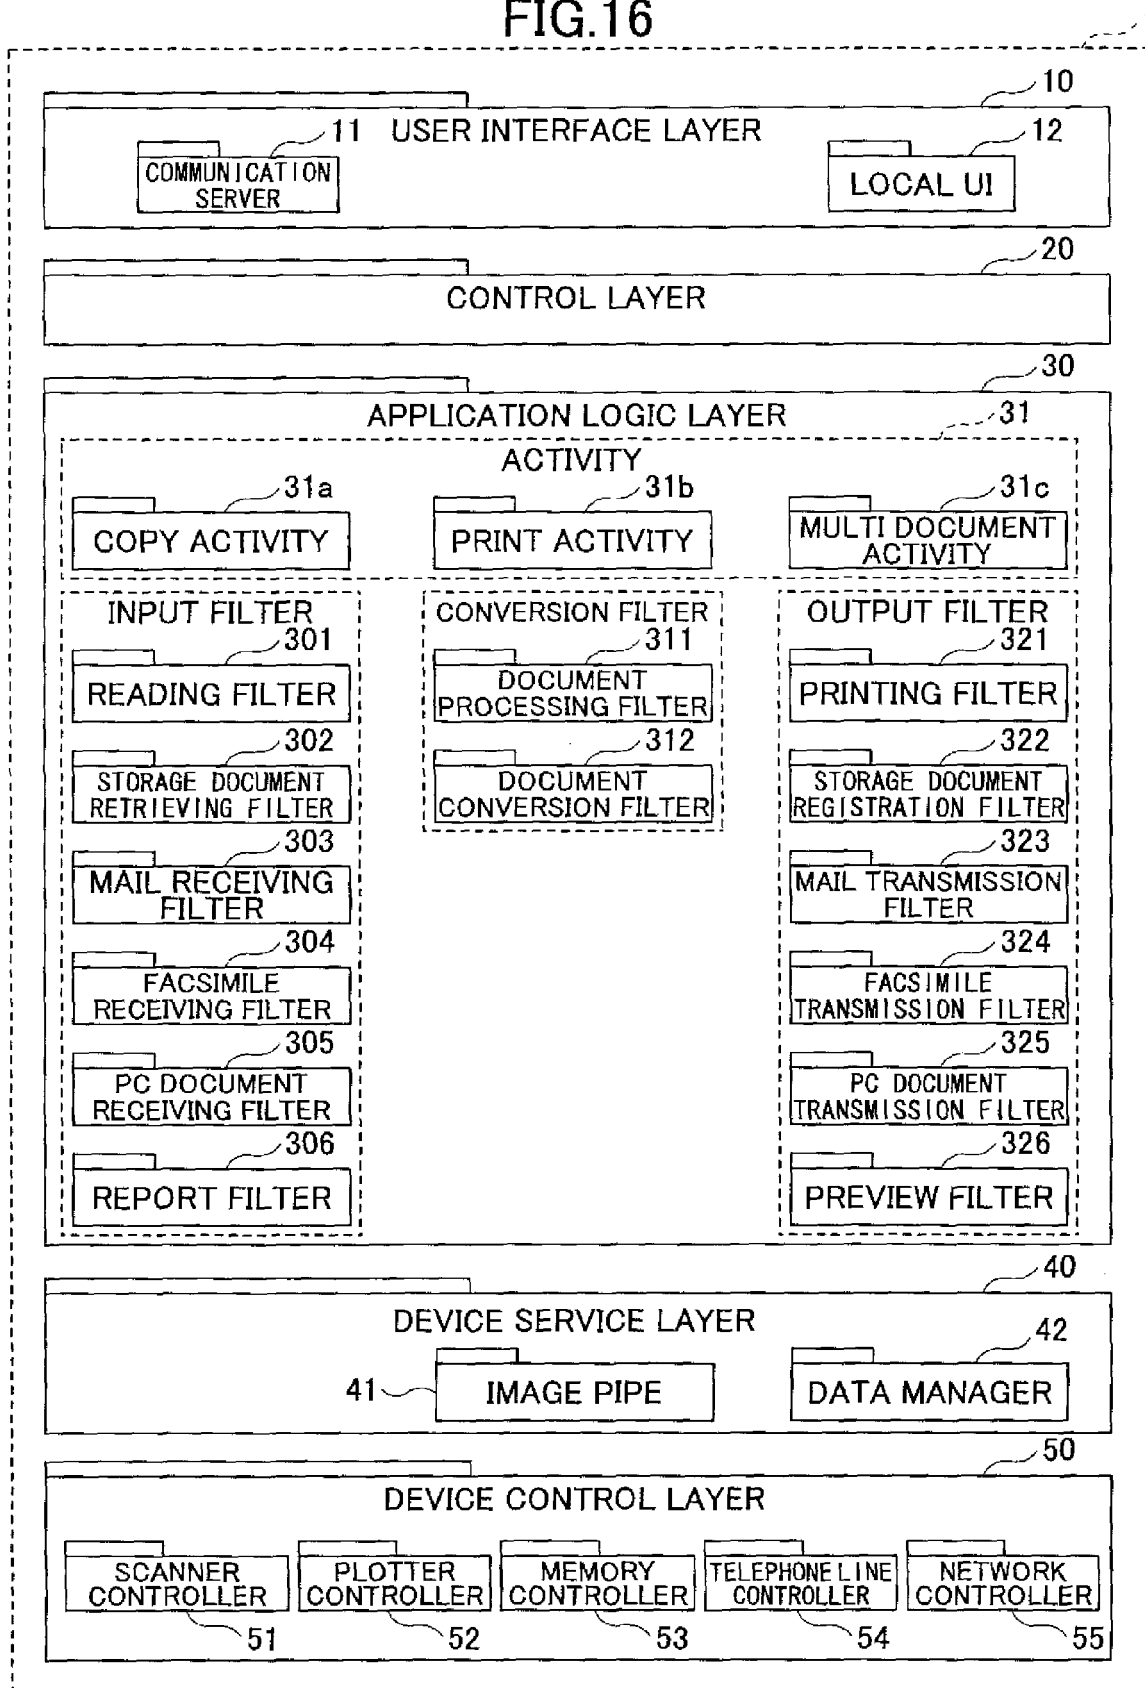 FIG.16
10
USER INTERFACE LAYER
11
12
COMMUNICATION
SERVER
LOCAL UI
20
CONTROL LAYER
30
APPLICATION LOGIC LAYER
31
ACTIVITY
31a
31b
31c
COPY ACTIVITY
PRINT ACTIVITY
MULTI DOCUMENT
ACTIVITY
INPUT FILTER
301
READING FILTER
302
STORAGE DOCUMENT
RETRIEVING FILTER
303
MAIL RECEIVING
FILTER
304
FACSIMILE
RECEIVING FILTER
305
PC DOCUMENT
RECEIVING FILTER
306
REPORT FILTER
CONVERSION FILTER
311
DOCUMENT
PROCESSING FILTER
312
DOCUMENT
CONVERSION FILTER
OUTPUT FILTER
321
PRINTING FILTER
322
STORAGE DOCUMENT
REGISTRATION FILTER
323
MAIL TRANSMISSION
FILTER
324
FACSIMILE
TRANSMISSION FILTER
325
PC DOCUMENT
TRANSMISSION FILTER
326
PREVIEW FILTER
40
DEVICE SERVICE LAYER
41
IMAGE PIPE
42
DATA MANAGER
50
DEVICE CONTROL LAYER
SCANNER
CONTROLLER
51
PLOTTER
CONTROLLER
52
MEMORY
CONTROLLER
53
TELEPHONE LINE
CONTROLLER
54
NETWORK
CONTROLLER
55